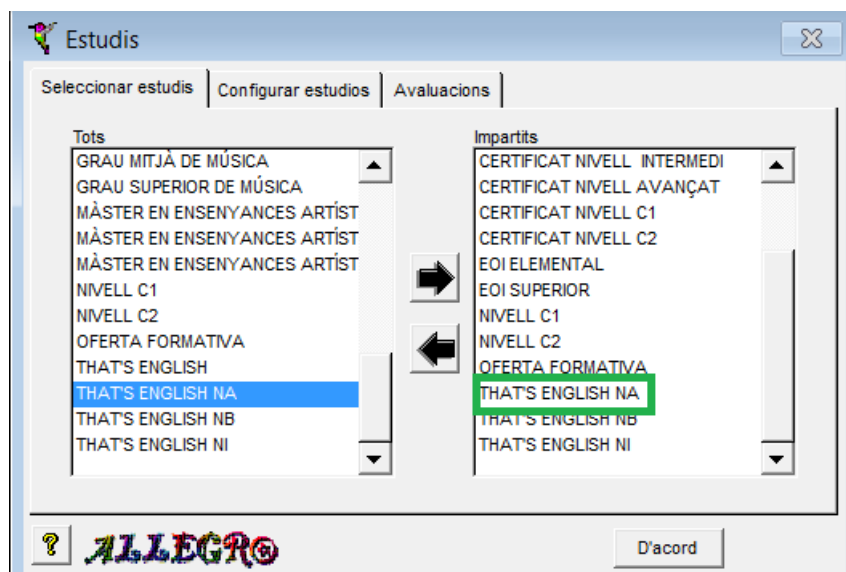 Estudis
Seleccionar estudis
Configurar estudios
Avaluacions
Tots
GRAU MITJÀ DE MÚSICA
GRAU SUPERIOR DE MÚSICA
MÀSTER EN ENSENYANCES ARTÍST
MÀSTER EN ENSENYANCES ARTÍST
MÀSTER EN ENSENYANCES ARTÍST
NIVELL C1
NIVELL C2
OFERTA FORMATIVA
THAT'S ENGLISH
THAT'S ENGLISH NA
THAT'S ENGLISH NB
THAT'S ENGLISH NI
Impartits
CERTIFICAT NIVELL INTERMEDI
CERTIFICAT NIVELL AVANÇAT
CERTIFICAT NIVELL C1
CERTIFICAT NIVELL C2
EOI ELEMENTAL
EOI SUPERIOR
NIVELL C1
NIVELL C2
OFERTA FORMATIVA
THAT'S ENGLISH NA
THAT'S ENGLISH NB
THAT'S ENGLISH NI
?
ALLEGRO
D'acord